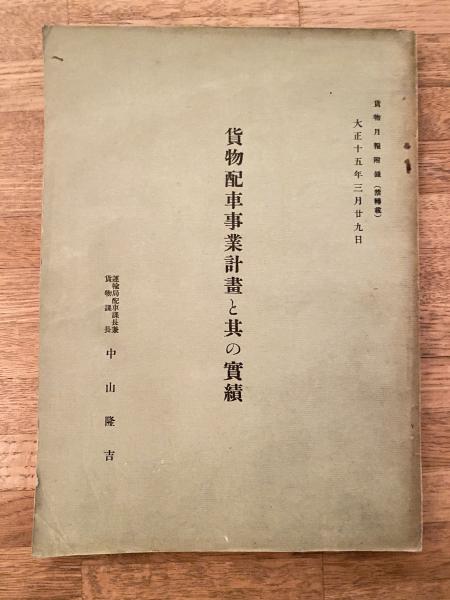 貨物月報附錄（禁轉載）
大正十五年三月廿九日
貨物配車事業計畫と其の實績
運輸局配車課長兼
貨物課長
中山隆吉